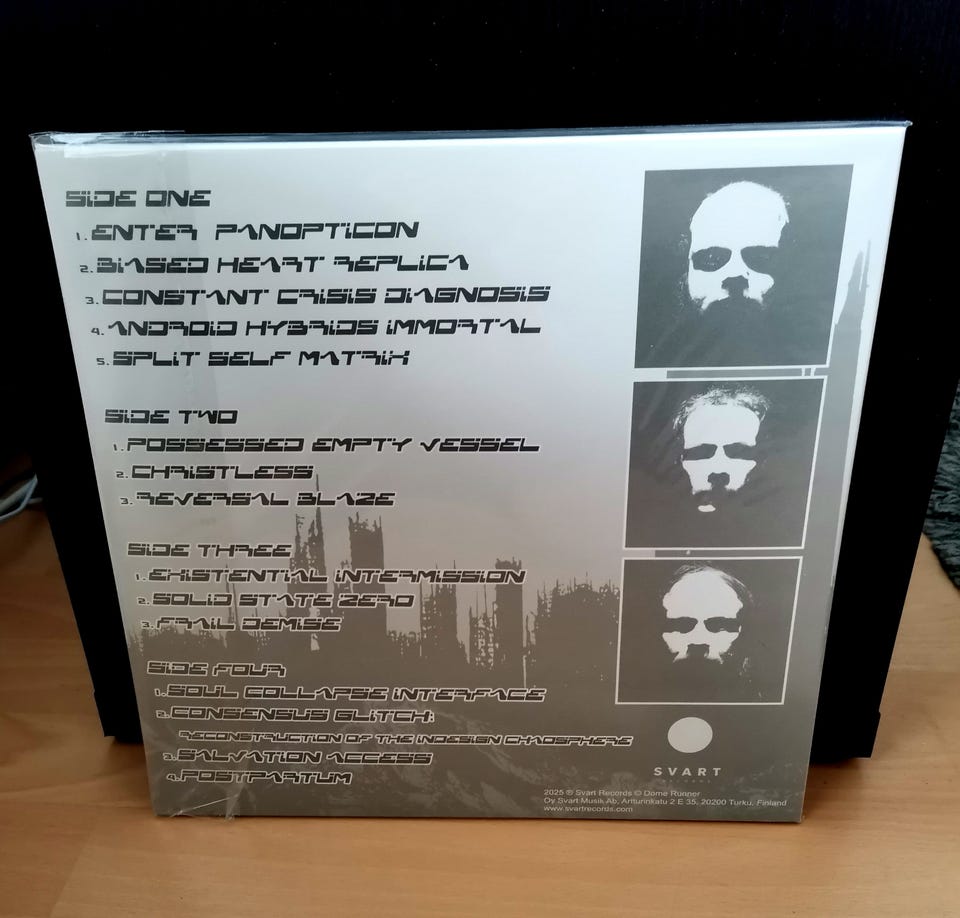 SIDE ONE
1. ENTER PANOPTICON
2. BIASED HEART REPLICA
3. CONSTANT CRISIS DIAGNOSIS
4. ANDROID HYBRIDS IMMORTAL
5. SPLIT SELF MATRIX
SIDE TWO
1. POSSESSED EMPTY VESSEL
2. CHRISTLESS
3. REVERSAL BLAZE
SIDE THREE
1. EXISTENTIAL INTERMISSION
2. SOLID STATE ZERO
3. FRAIL DEMISE
SIDE FOUR
1. SOUL COLLAPSE INTERFACE
2. CONSENSUS GLITCH:
RECONSTRUCTION OF THE INDESIGN CHAOSPHERE
3. SALVATION ACCESS
4. POSTPARTUM
SVART
2025 ℗ Svart Records © Dome Runner
Oy Svart Musik Ab, Artturinkatu 2 E 35, 20200 Turku, Finland
www.svartrecords.com